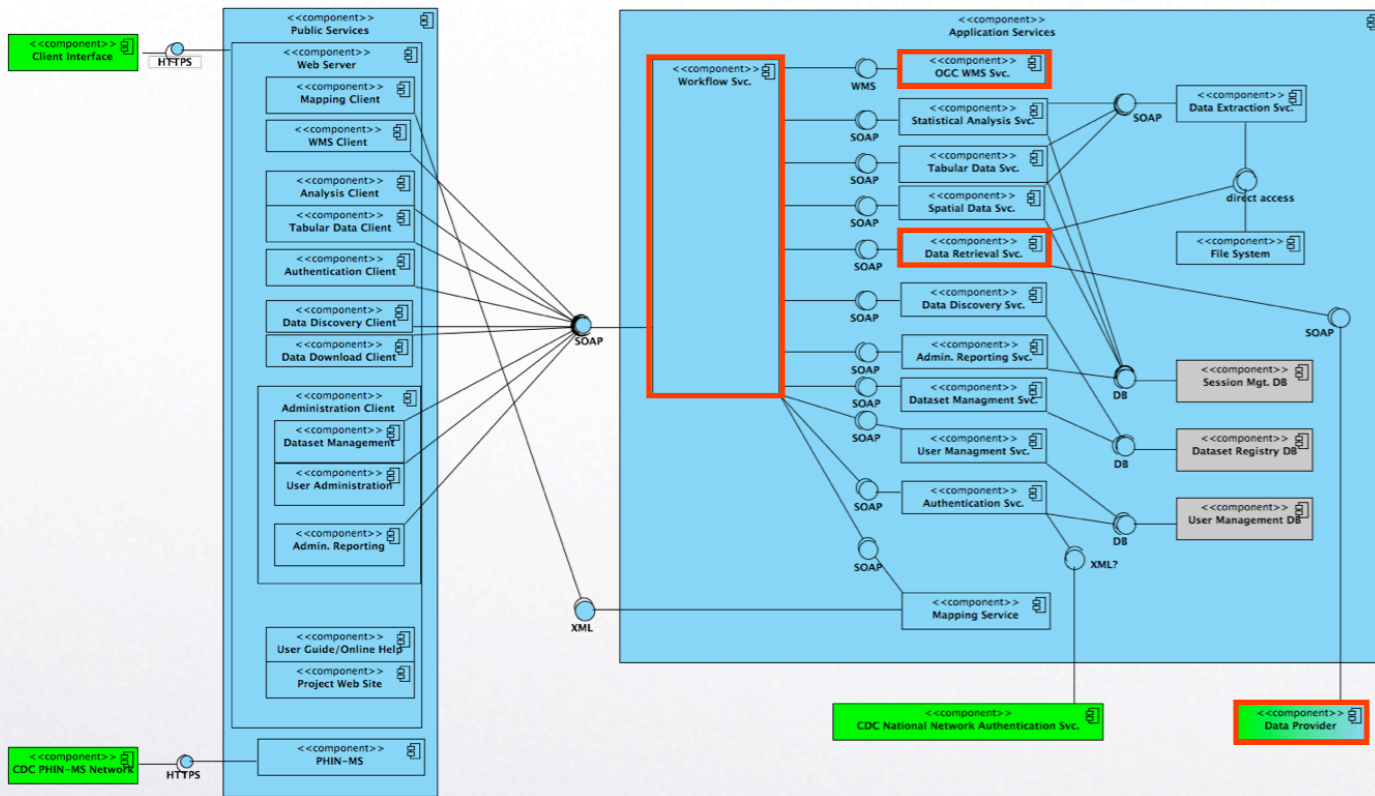 <<component>>
Client Interface
HTTPS
<<component>>
Public Services
<<component>>
Web Server
<<component>>
Mapping Client
<<component>>
WMS Client
<<component>>
Analysis Client
<<component>>
Tabular Data Client
<<component>>
Authentication Client
<<component>>
Data Discovery Client
<<component>>
Data Download Client
<<component>>
Administration Client
<<component>>
Dataset Management
<<component>>
User Administration
<<component>>
Admin. Reporting
<<component>>
User Guide/Online Help
<<component>>
Project Web Site
<<component>>
CDC PHIN-MS Network
HTTPS
<<component>>
PHIN-MS
SOAP
XML
<<component>>
Application Services
<<component>>
Workflow Svc.
WMS
<<component>>
OGC WMS Svc.
SOAP
<<component>>
Statistical Analysis Svc.
SOAP
<<component>>
Data Extraction Svc.
SOAP
<<component>>
Tabular Data Svc.
SOAP
<<component>>
Spatial Data Svc.
direct access
SOAP
<<component>>
Data Retrieval Svc.
<<component>>
File System
SOAP
<<component>>
Data Discovery Svc.
SOAP
SOAP
<<component>>
Admin. Reporting Svc.
DB
<<component>>
Session Mgt. DB
SOAP
<<component>>
Dataset Managment Svc.
SOAP
<<component>>
User Managment Svc.
DB
<<component>>
Dataset Registry DB
SOAP
<<component>>
Authentication Svc.
DB
<<component>>
User Management DB
SOAP
XML?
<<component>>
Mapping Service
<<component>>
CDC National Network Authentication Svc.
<<component>>
Data Provider